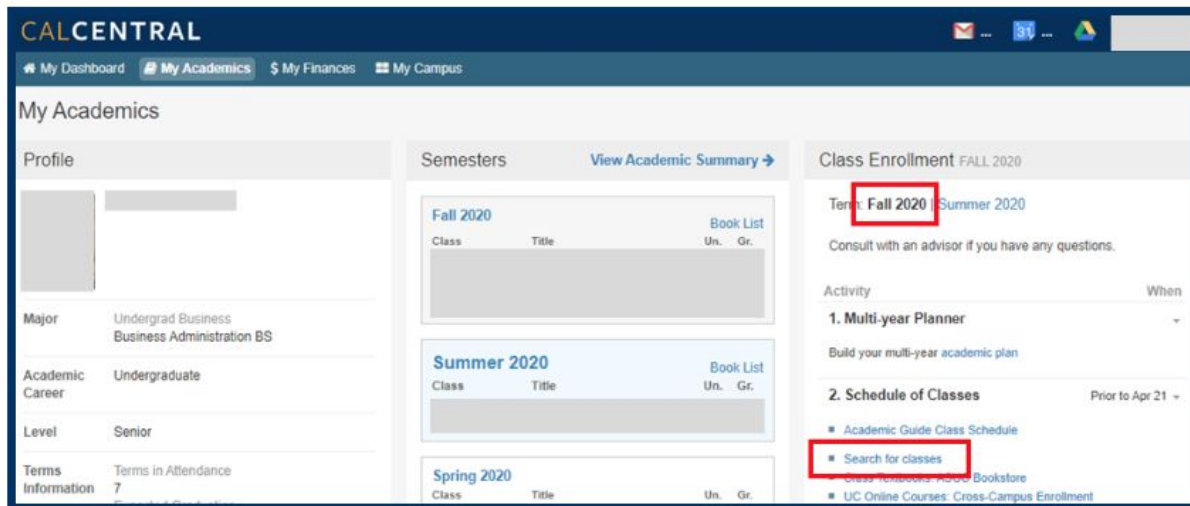 CALCENTRAL
... 31 ...
My Dashboard My Academics $ My Finances My Campus
My Academics
Profile
Major Undergrad Business
Business Administration BS
Academic Career Undergraduate
Level Senior
Terms Information Terms in Attendance
7
Semesters View Academic Summary →
Fall 2020 Book List
Class Title Un. Gr.
Summer 2020 Book List
Class Title Un. Gr.
Spring 2020
Class Title Un. Gr.
Class Enrollment FALL 2020
Term: Fall 2020 | Summer 2020
Consult with an advisor if you have any questions.
Activity When
1. Multi-year Planner
Build your multi-year academic plan
2. Schedule of Classes Prior to Apr 21
Academic Guide Class Schedule
Search for classes
Class Textbooks: ASUC Bookstore
UC Online Courses: Cross-Campus Enrollment